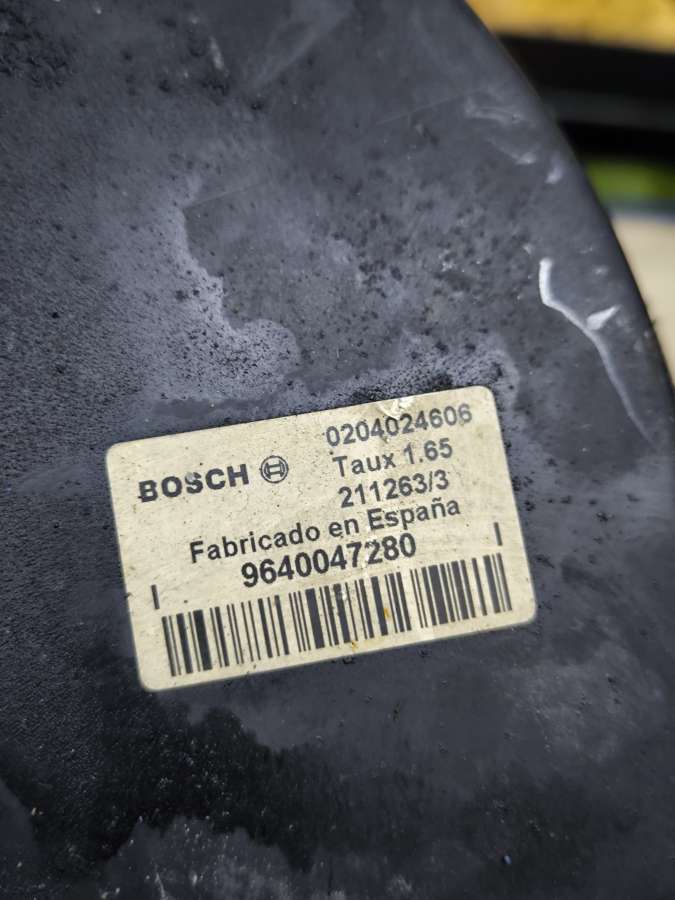 BOSCH
0204024606
Taux 1.65
211263/3
Fabricado en España
9640047280